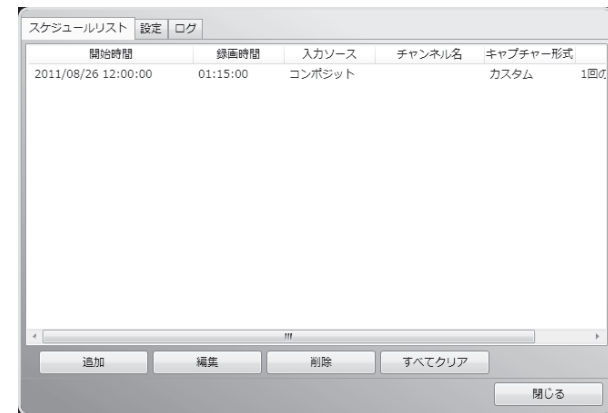 スケジュールリスト 設定 ログ
開始時間 録画時間 入力ソース チャンネル名 キャプチャー形式
2011/08/26 12:00:00 01:15:00 コンポジット カスタム 1回の
追加 編集 削除 すべてクリア
閉じる